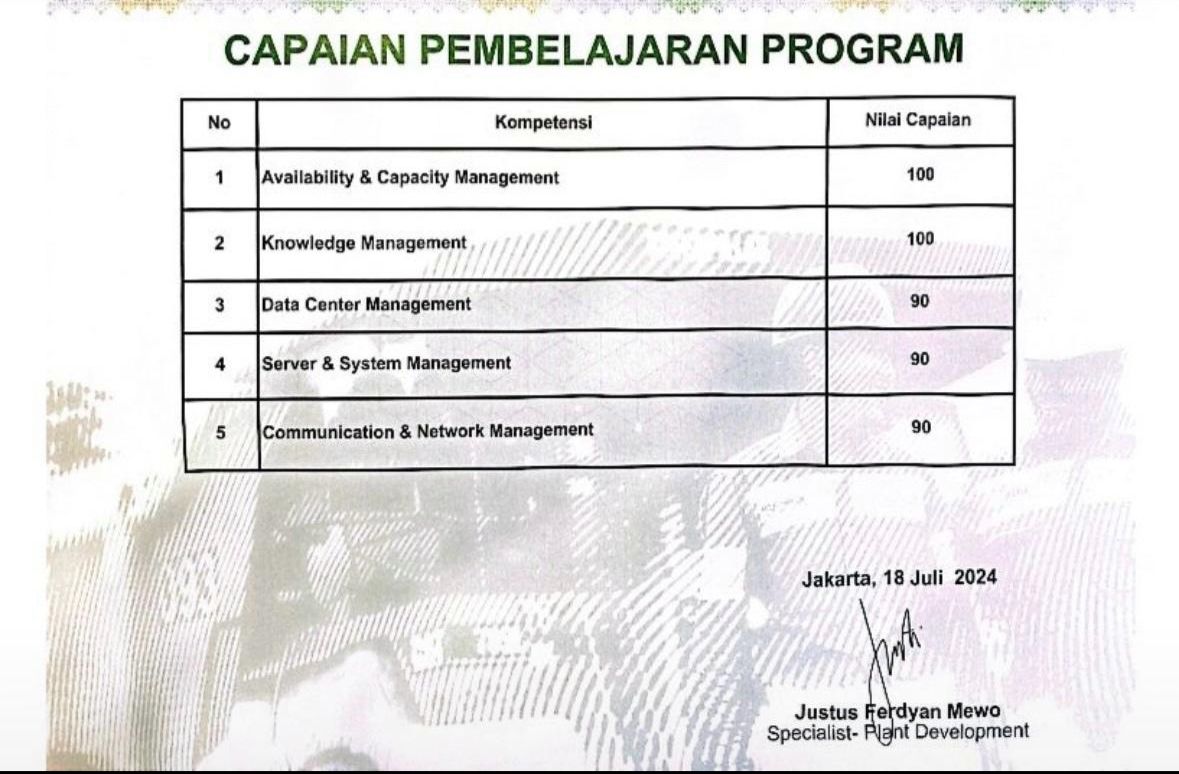 CAPAIAN PEMBELAJARAN PROGRAM
No Kompetensi Nilai Capaian
1 Availability & Capacity Management 100
2 Knowledge Management 100
3 Data Center Management 90
4 Server & System Management 90
5 Communication & Network Management 90
Jakarta, 18 Juli 2024
Justus Ferdyan Mewo
Specialist- Plant Development